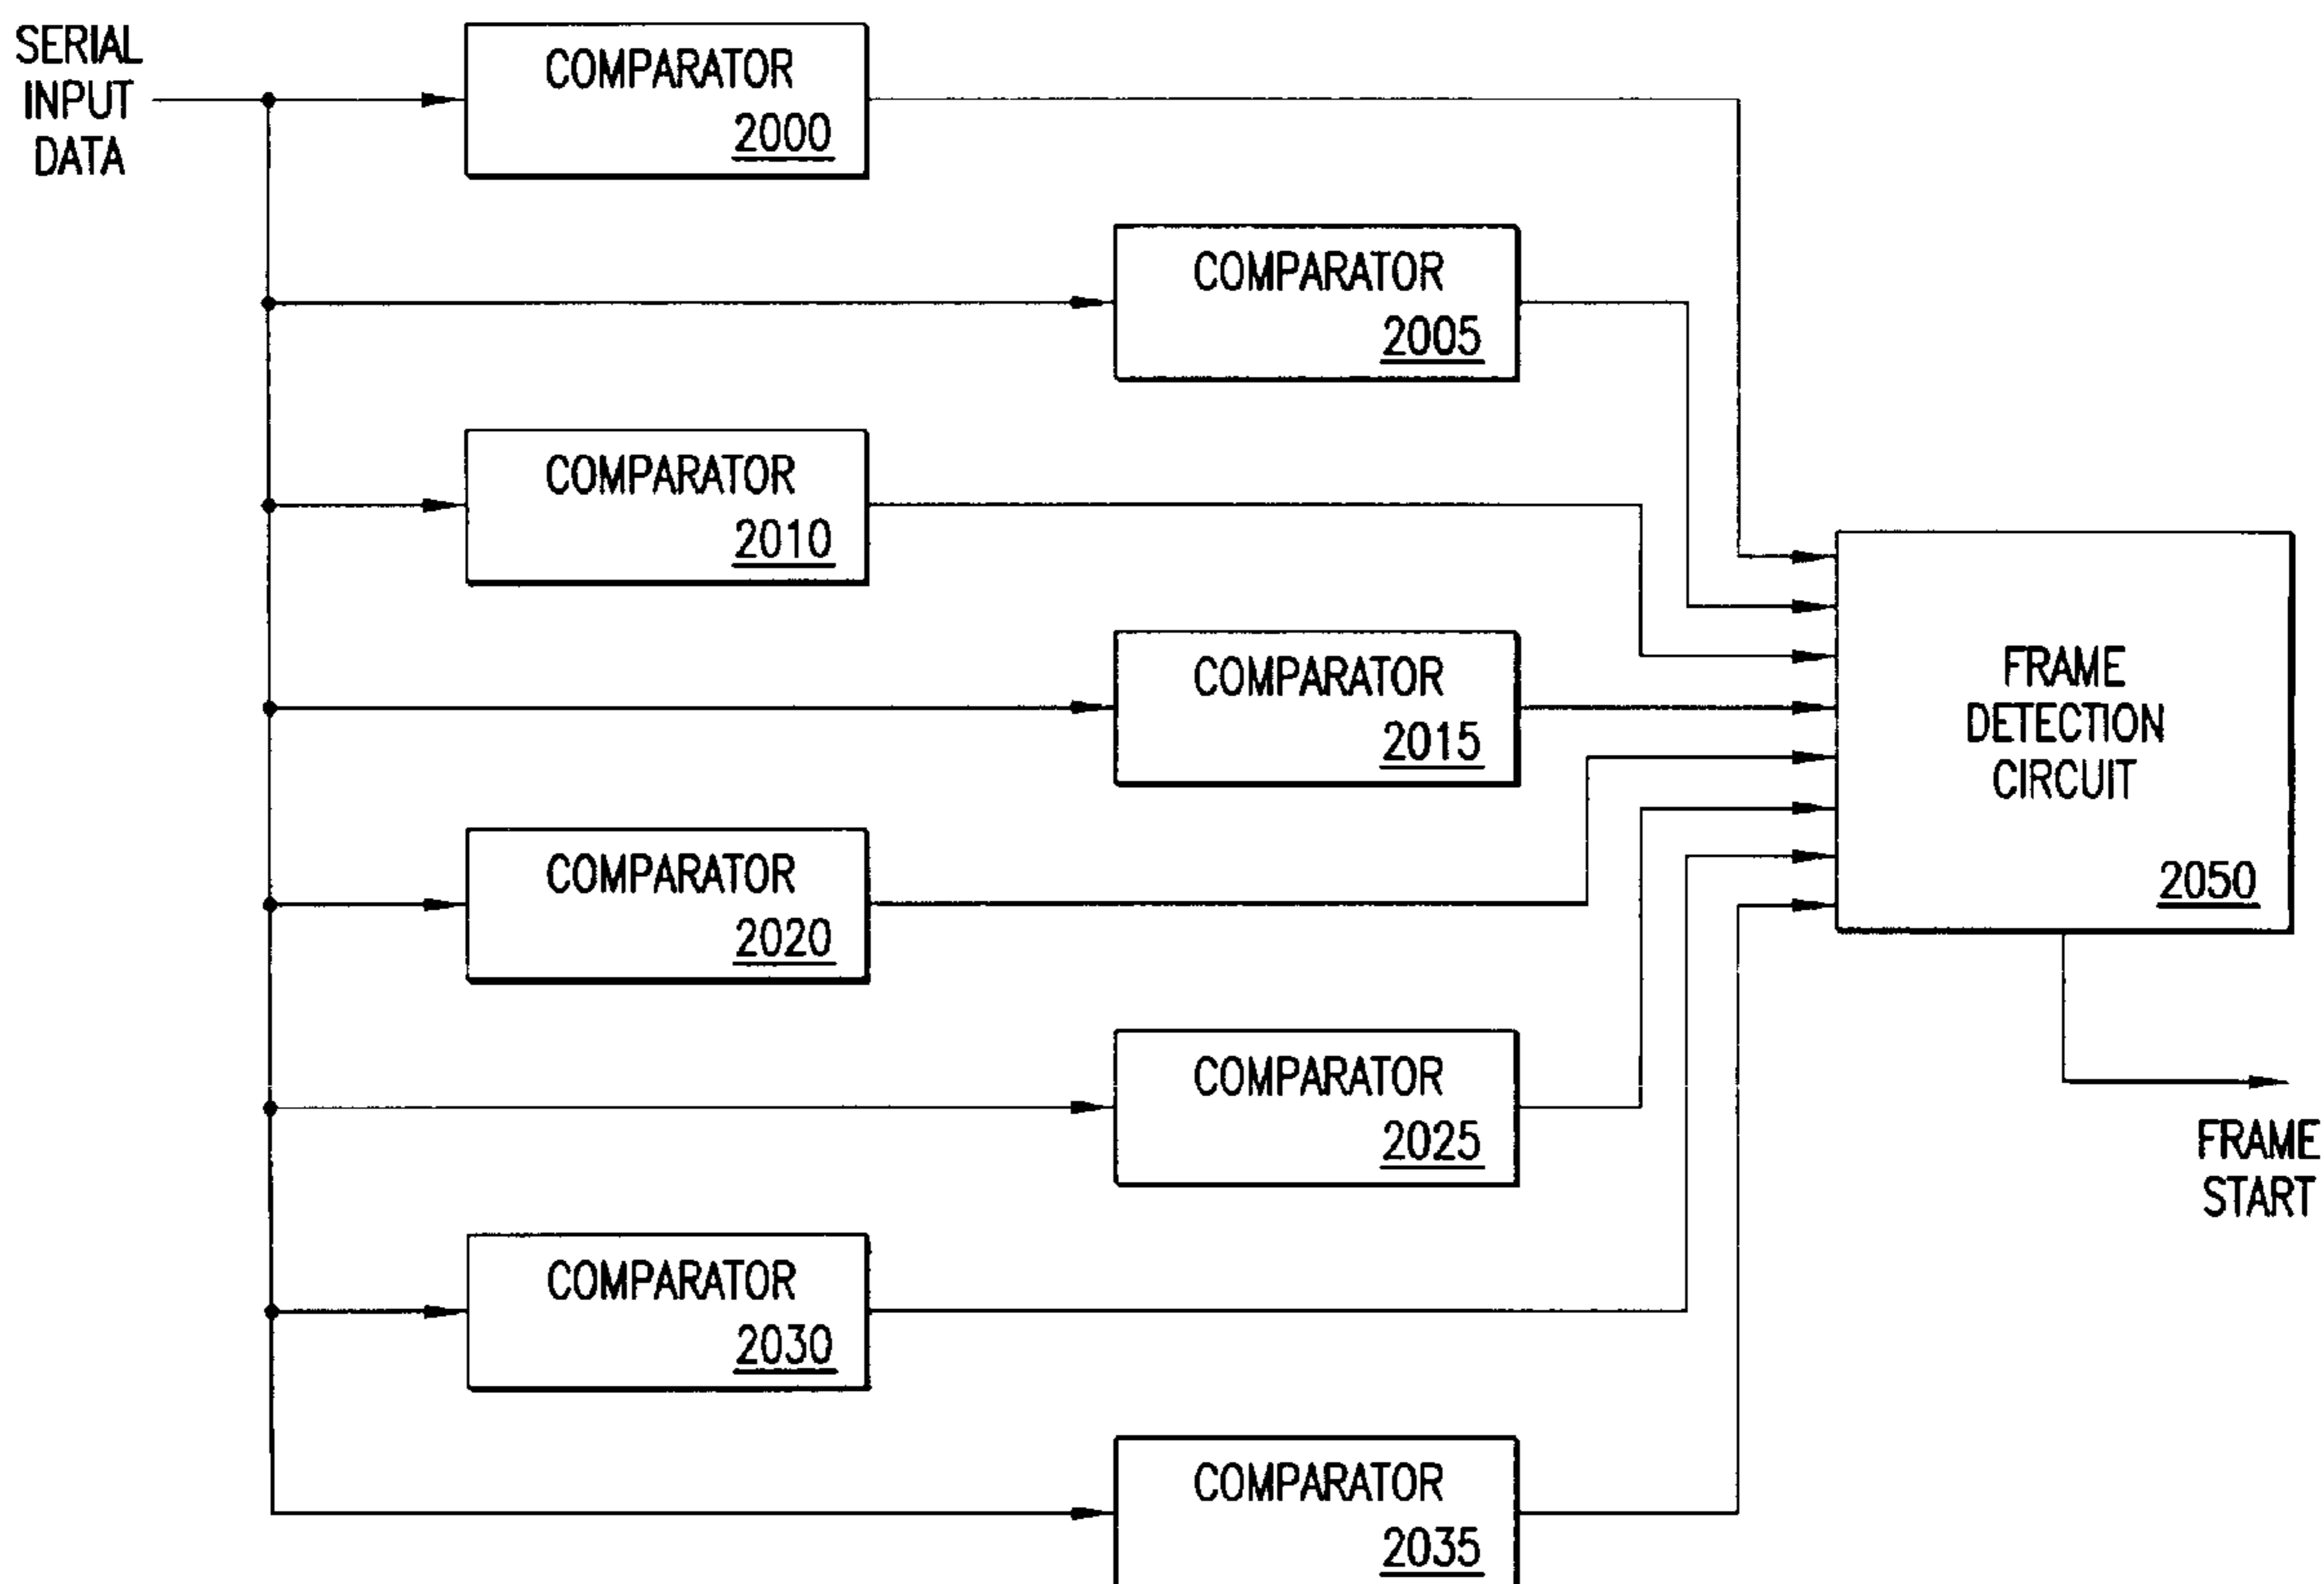 SERIAL
INPUT
DATA
COMPARATOR
2000
COMPARATOR
2005
COMPARATOR
2010
COMPARATOR
2015
COMPARATOR
2020
COMPARATOR
2025
COMPARATOR
2030
COMPARATOR
2035
FRAME
DETECTION
CIRCUIT
2050
FRAME
START